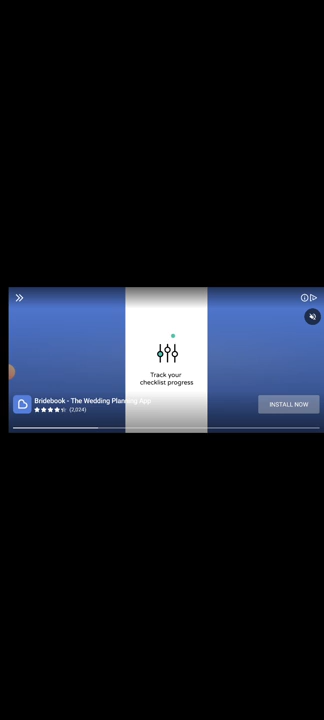 Track your
checklist progress
Bridebook - The Wedding Planning App
(2,024)
INSTALL NOW